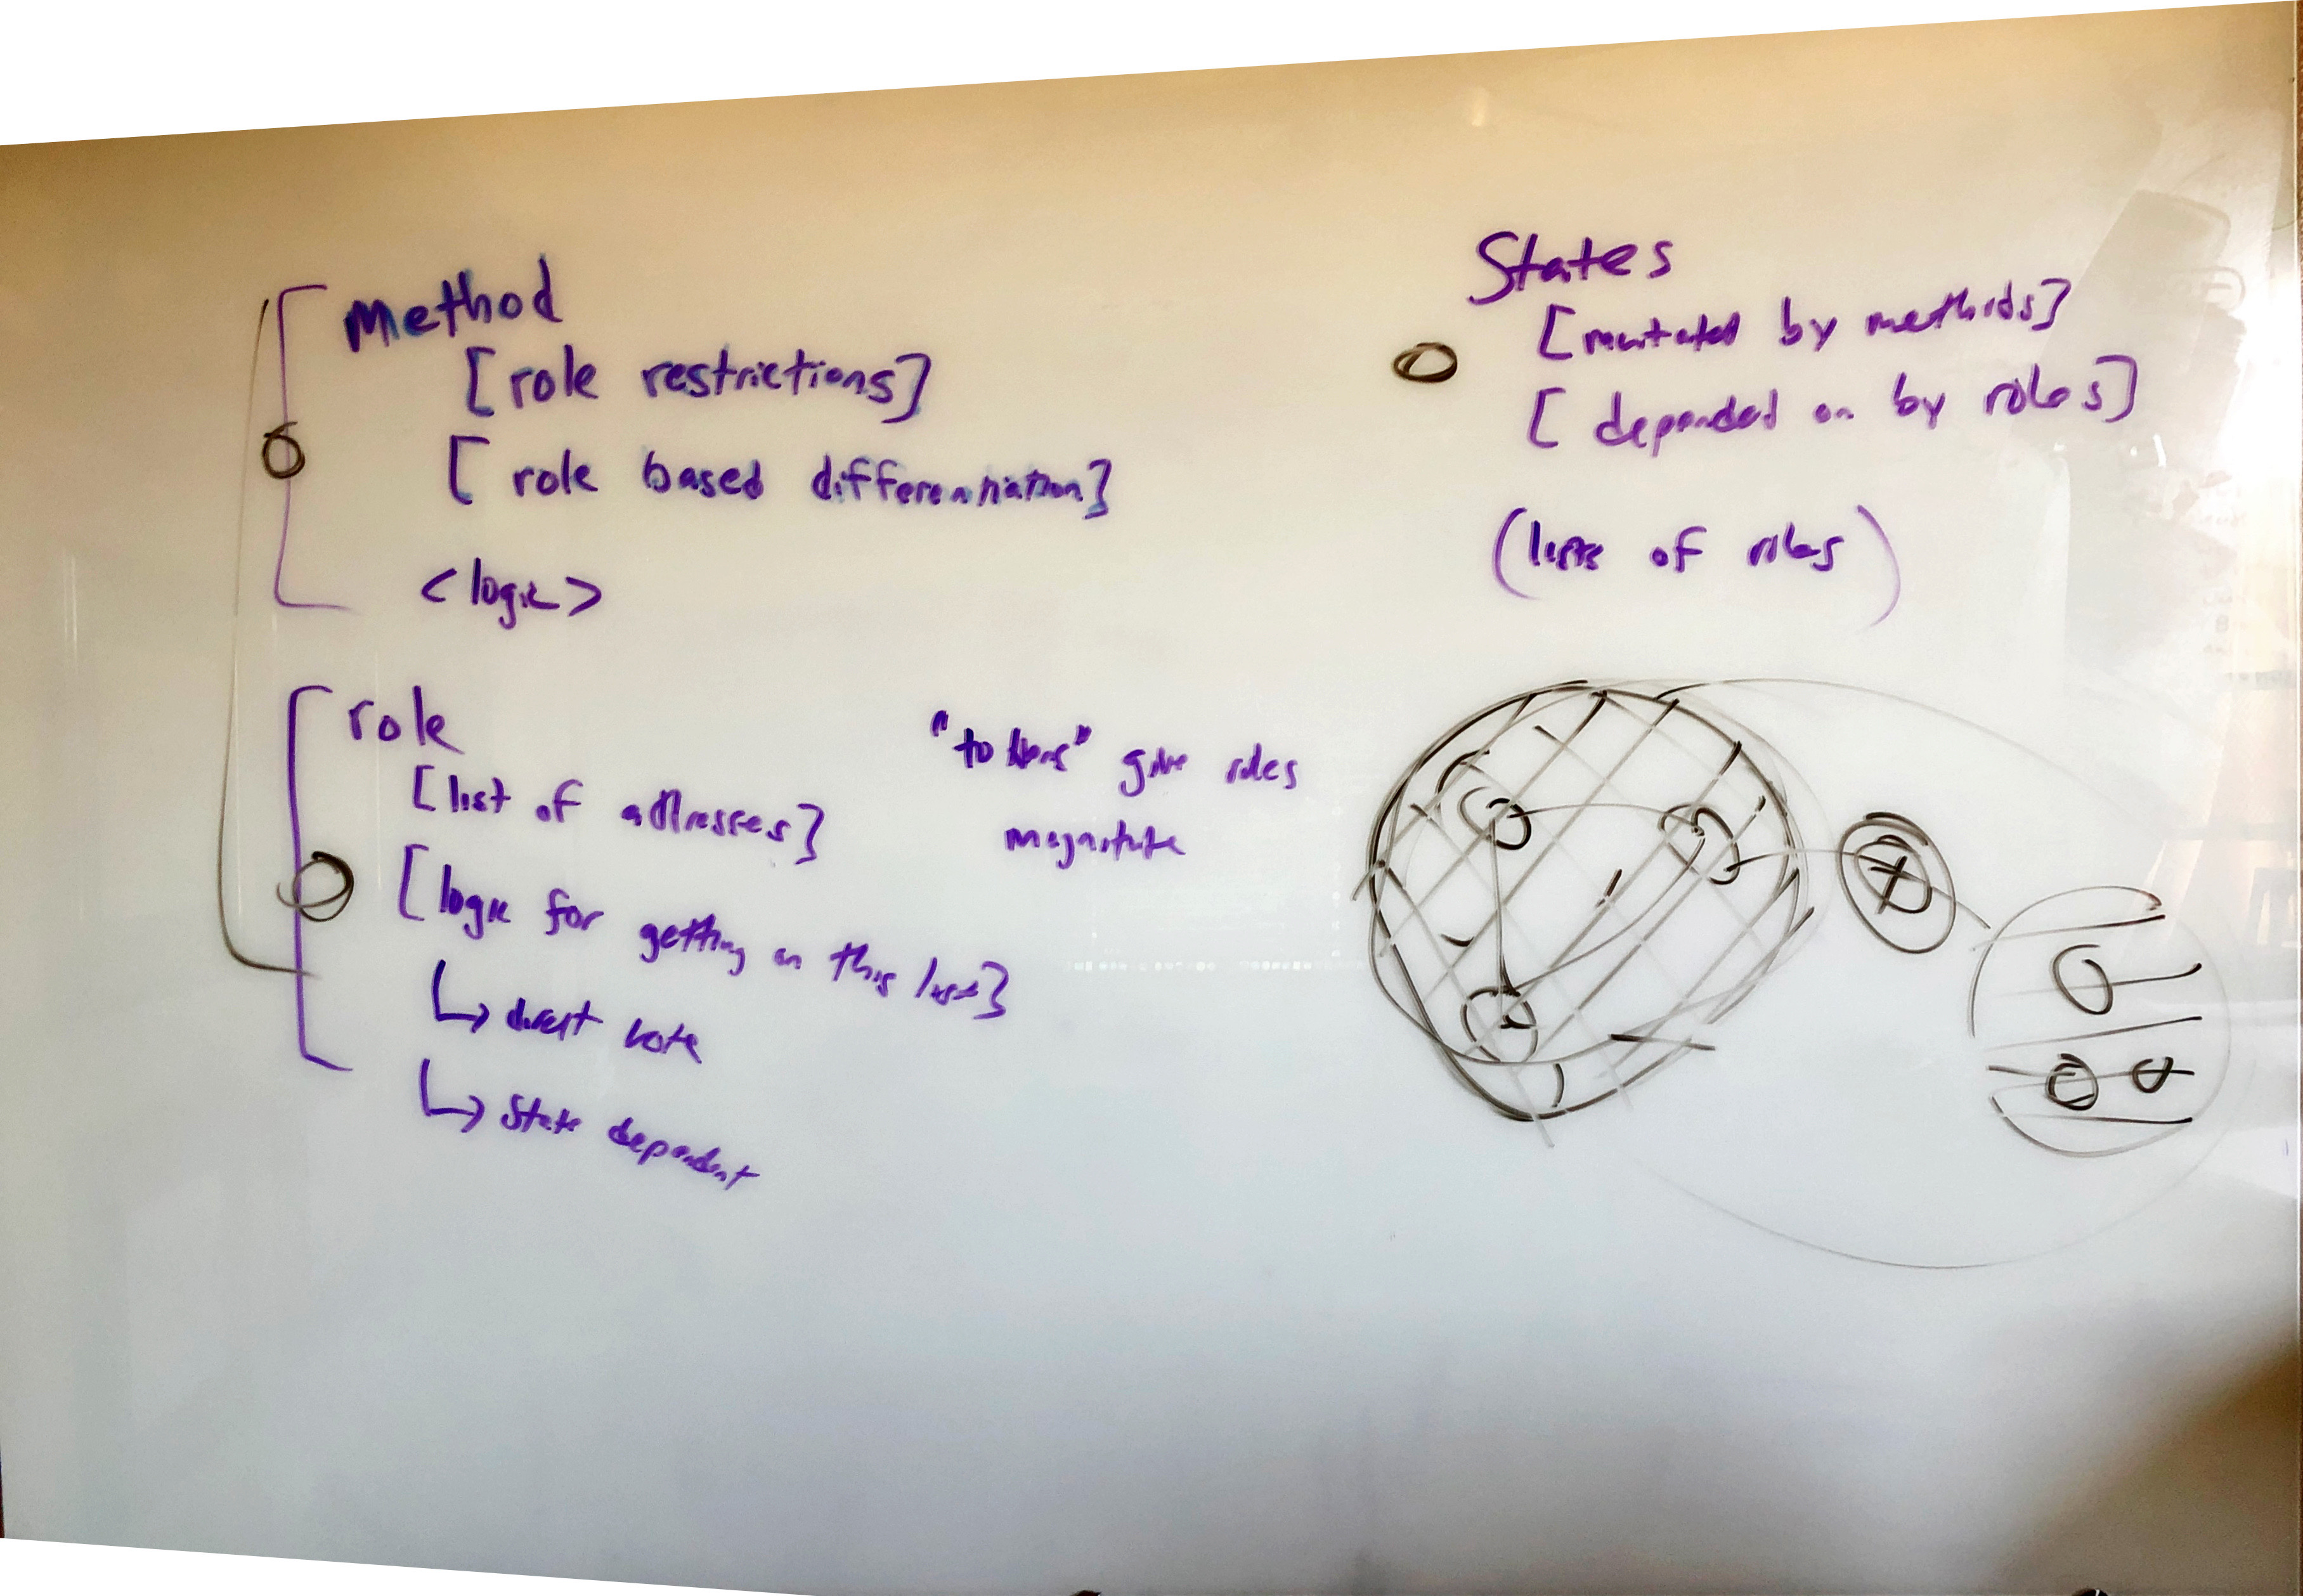 Method
[role restrictions]
[role based differentiation]
<logic>
role
[list of addresses]
[logic for getting on this list]
↳ direct vote
↳ State dependent
"tokens" give roles
magnitude
States
[mutated by methods]
[depended on by roles]
(lists of roles)